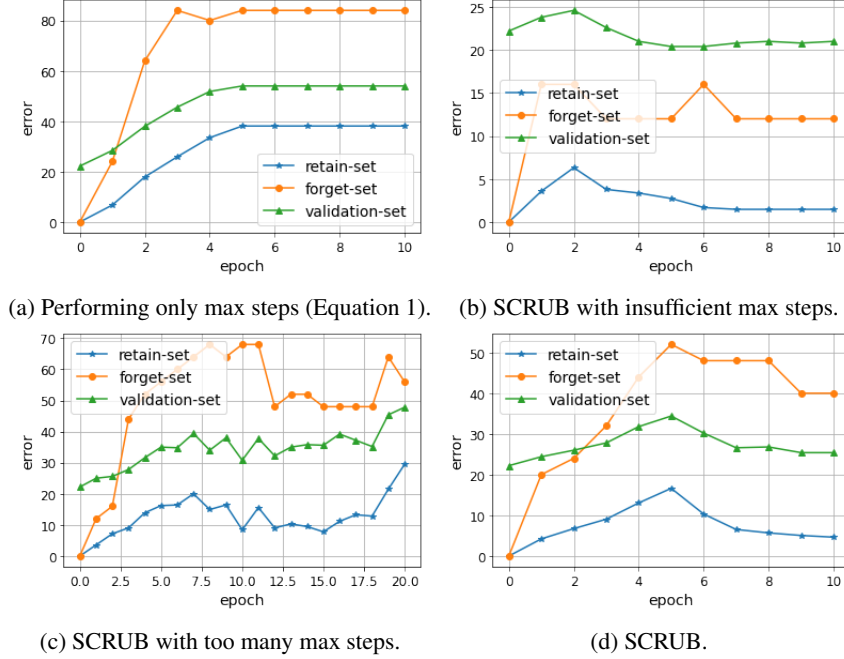 80
60
40
20
0
error
0 2 4 6 8 10
epoch
retain-set
forget-set
validation-set
(a) Performing only max steps (Equation 1).
25
20
15
10
5
0
error
0 2 4 6 8 10
epoch
retain-set
forget-set
validation-set
(b) SCRUB with insufficient max steps.
70
60
50
40
30
20
10
0
error
0.0 2.5 5.0 7.5 10.0 12.5 15.0 17.5 20.0
epoch
retain-set
forget-set
validation-set
(c) SCRUB with too many max steps.
50
40
30
20
10
0
error
0 2 4 6 8 10
epoch
retain-set
forget-set
validation-set
(d) SCRUB.